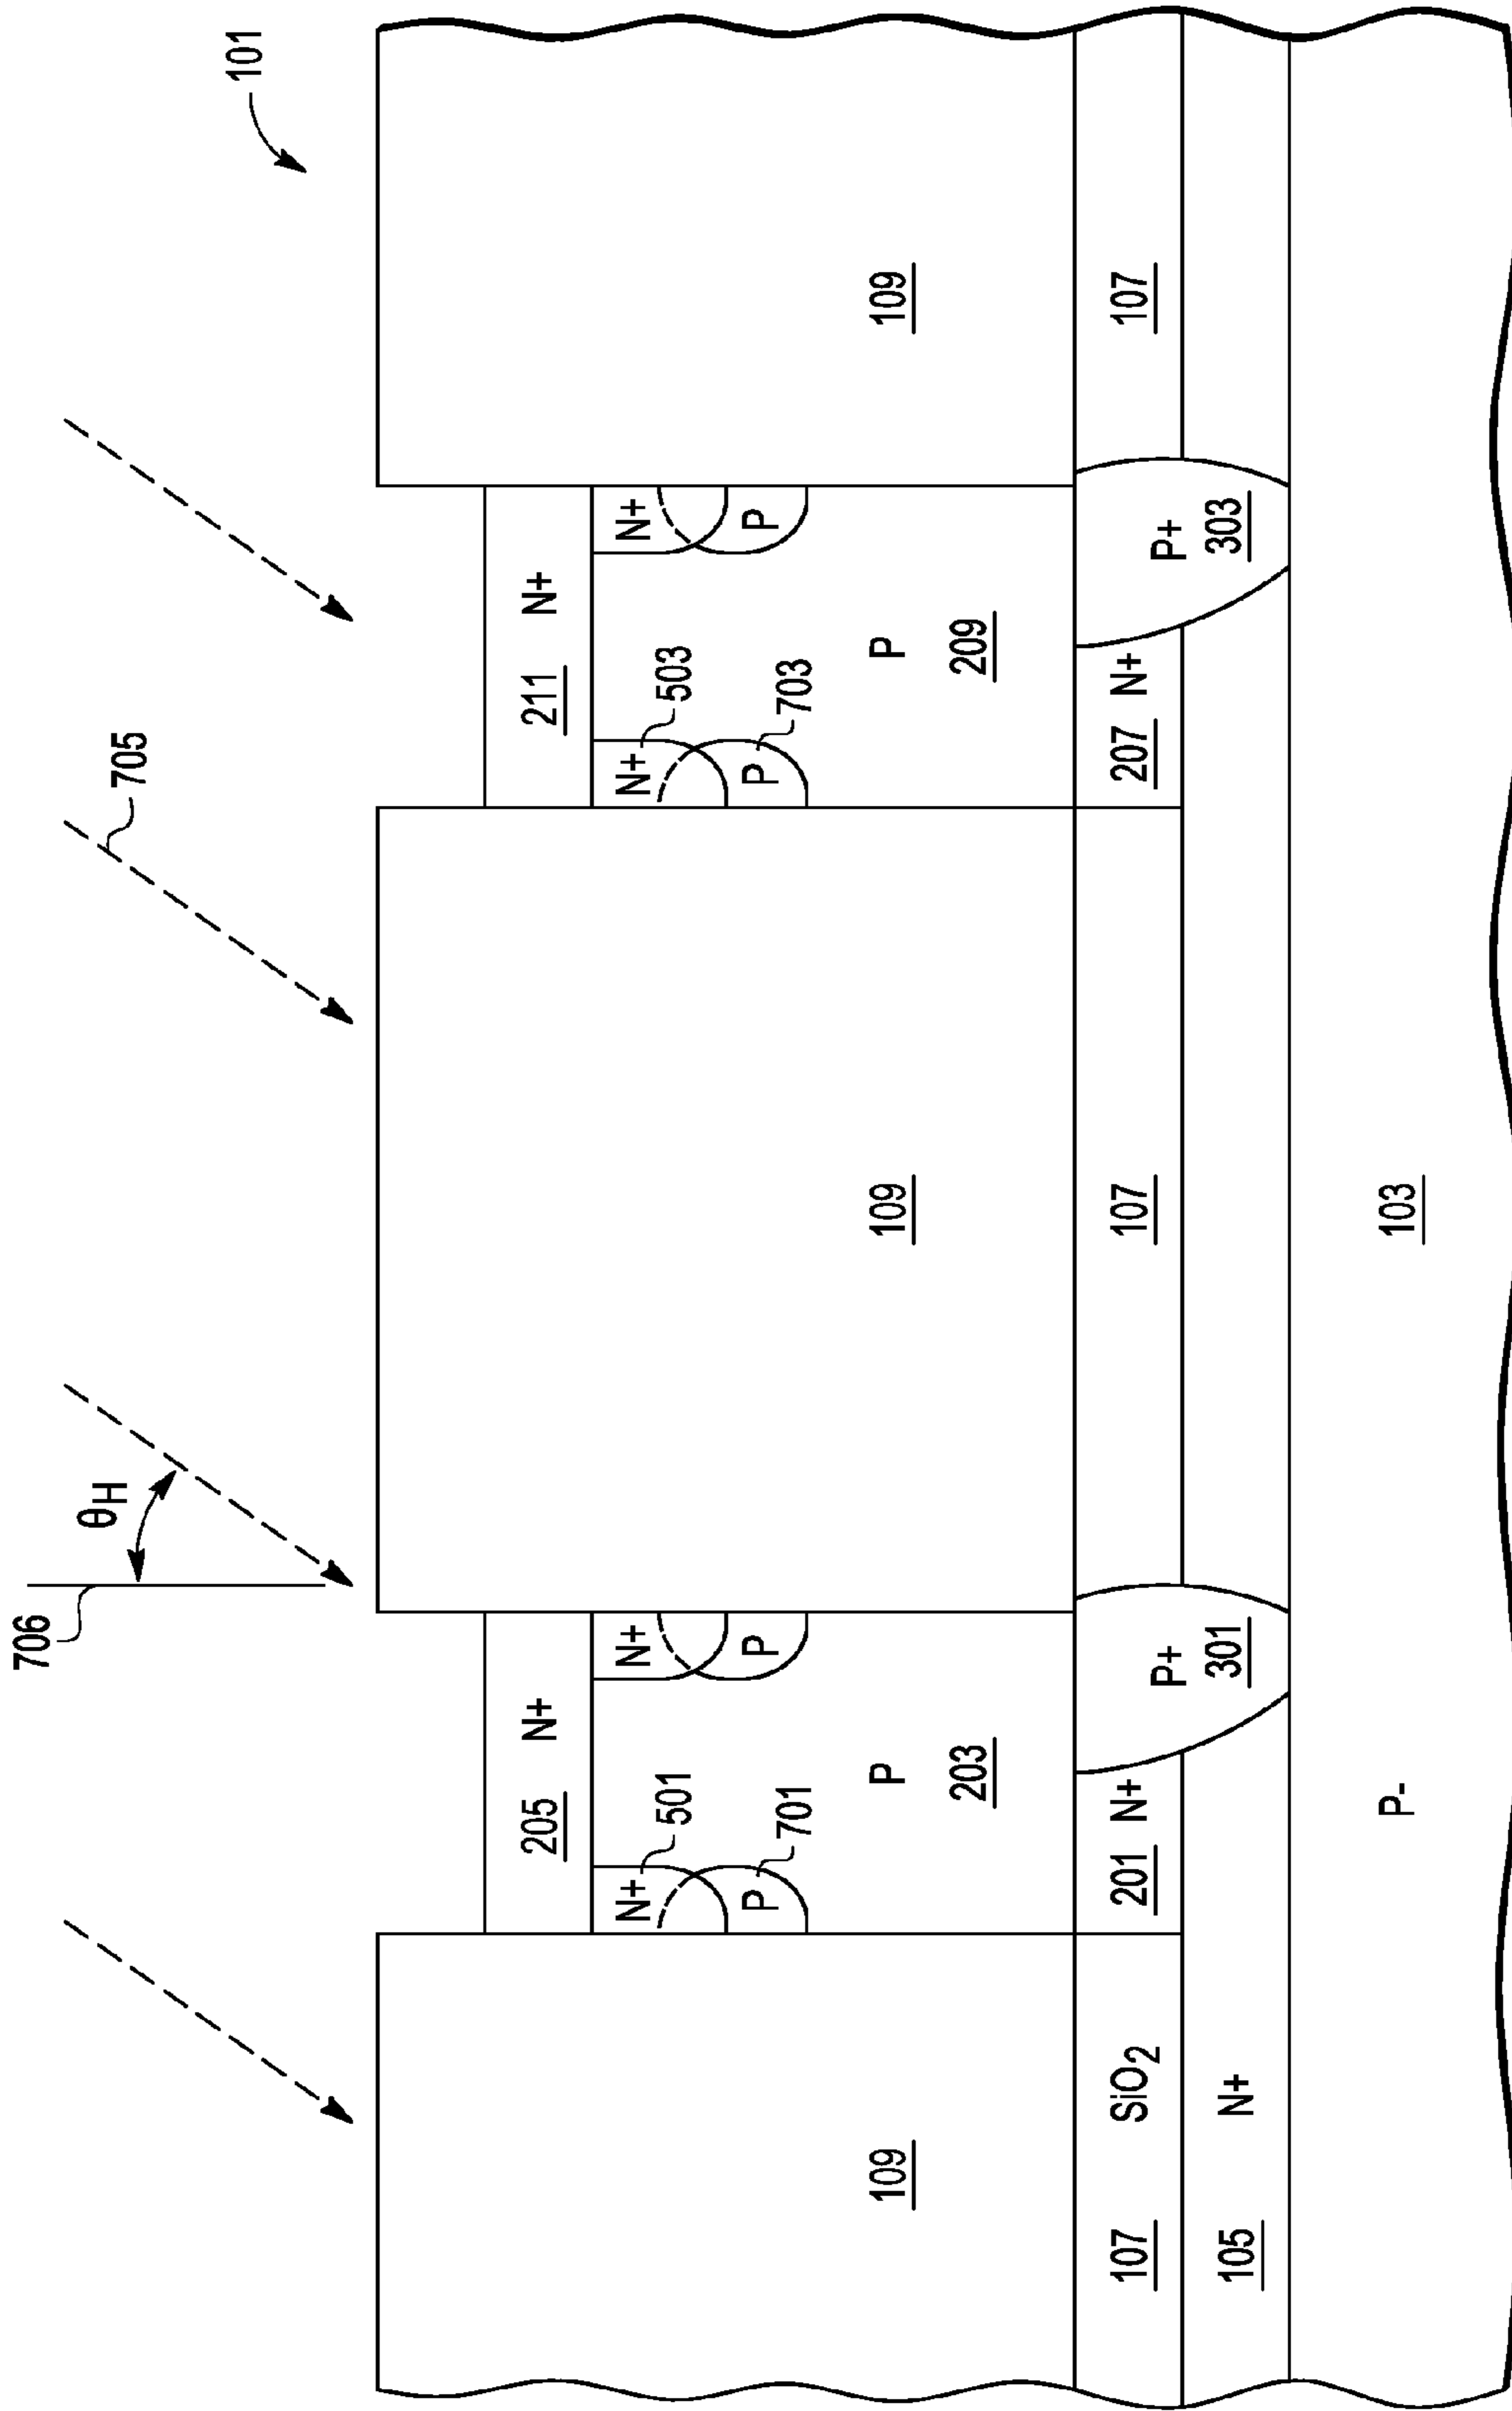 706
θH
705
101
205 N+
211 N+
N+
501
N+
N+
503
N+
P
701
P
P
703
P
109
P
109
P
109
203
209
107 SiO2
201 N+
P+
301
107
207 N+
P+
303
107
105 N+
P-
103